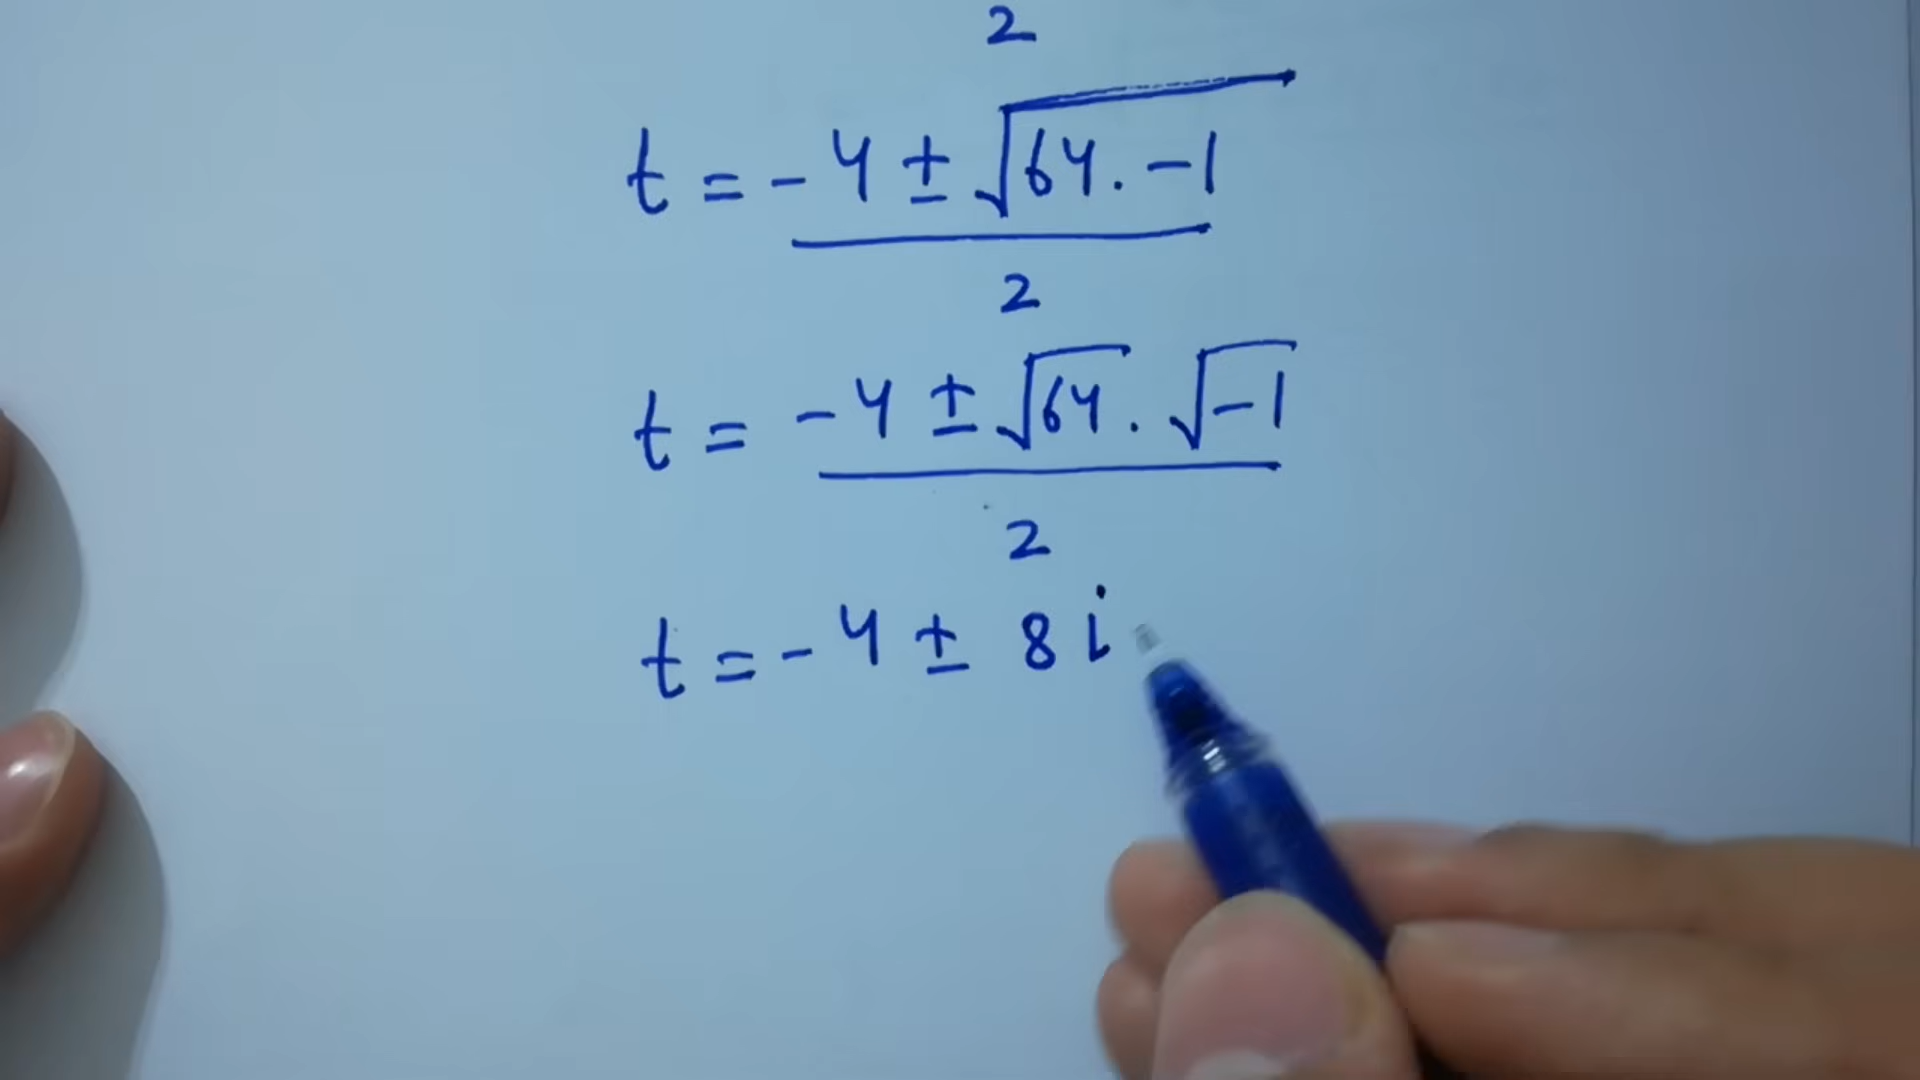 2
t = -4 ± √64 . -1
2
t = -4 ± √64 . √-1
2
t = -4 ± 8i